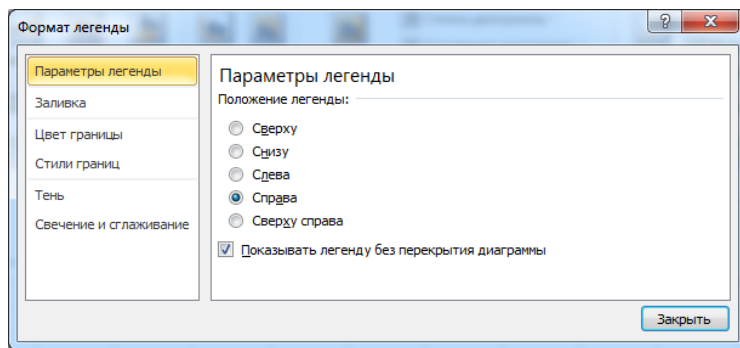 Формат легенды
Параметры легенды
Заливка
Цвет границы
Стили границ
Тень
Свечение и сглаживание
Параметры легенды
Положение легенды:
Сверху
Снизу
Слева
Справа
Сверху справа
Показывать легенду без перекрытия диаграммы
Закрыть